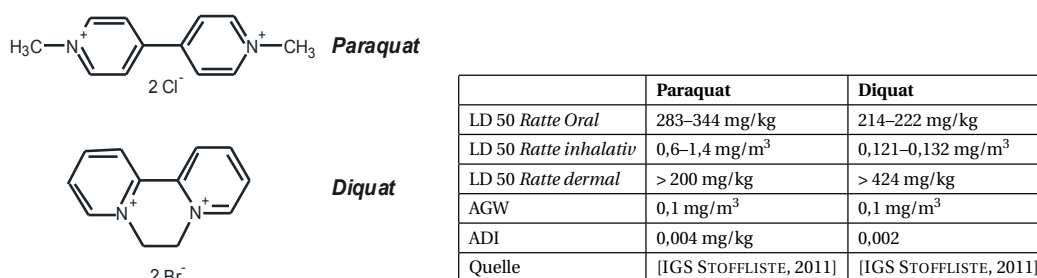 H₃C N⁺ N⁺ CH₃ Paraquat
2 Cl⁻
Diquat
N⁺ N⁺
2 Br⁻
Paraquat Diquat
LD 50 Ratte Oral 283–344 mg/kg 214–222 mg/kg
LD 50 Ratte inhalativ 0,6–1,4 mg/m³ 0,121–0,132 mg/m³
LD 50 Ratte dermal > 200 mg/kg > 424 mg/kg
AGW 0,1 mg/m³ 0,1 mg/m³
ADI 0,004 mg/kg 0,002
Quelle [IGS STOFFLISTE, 2011] [IGS STOFFLISTE, 2011]